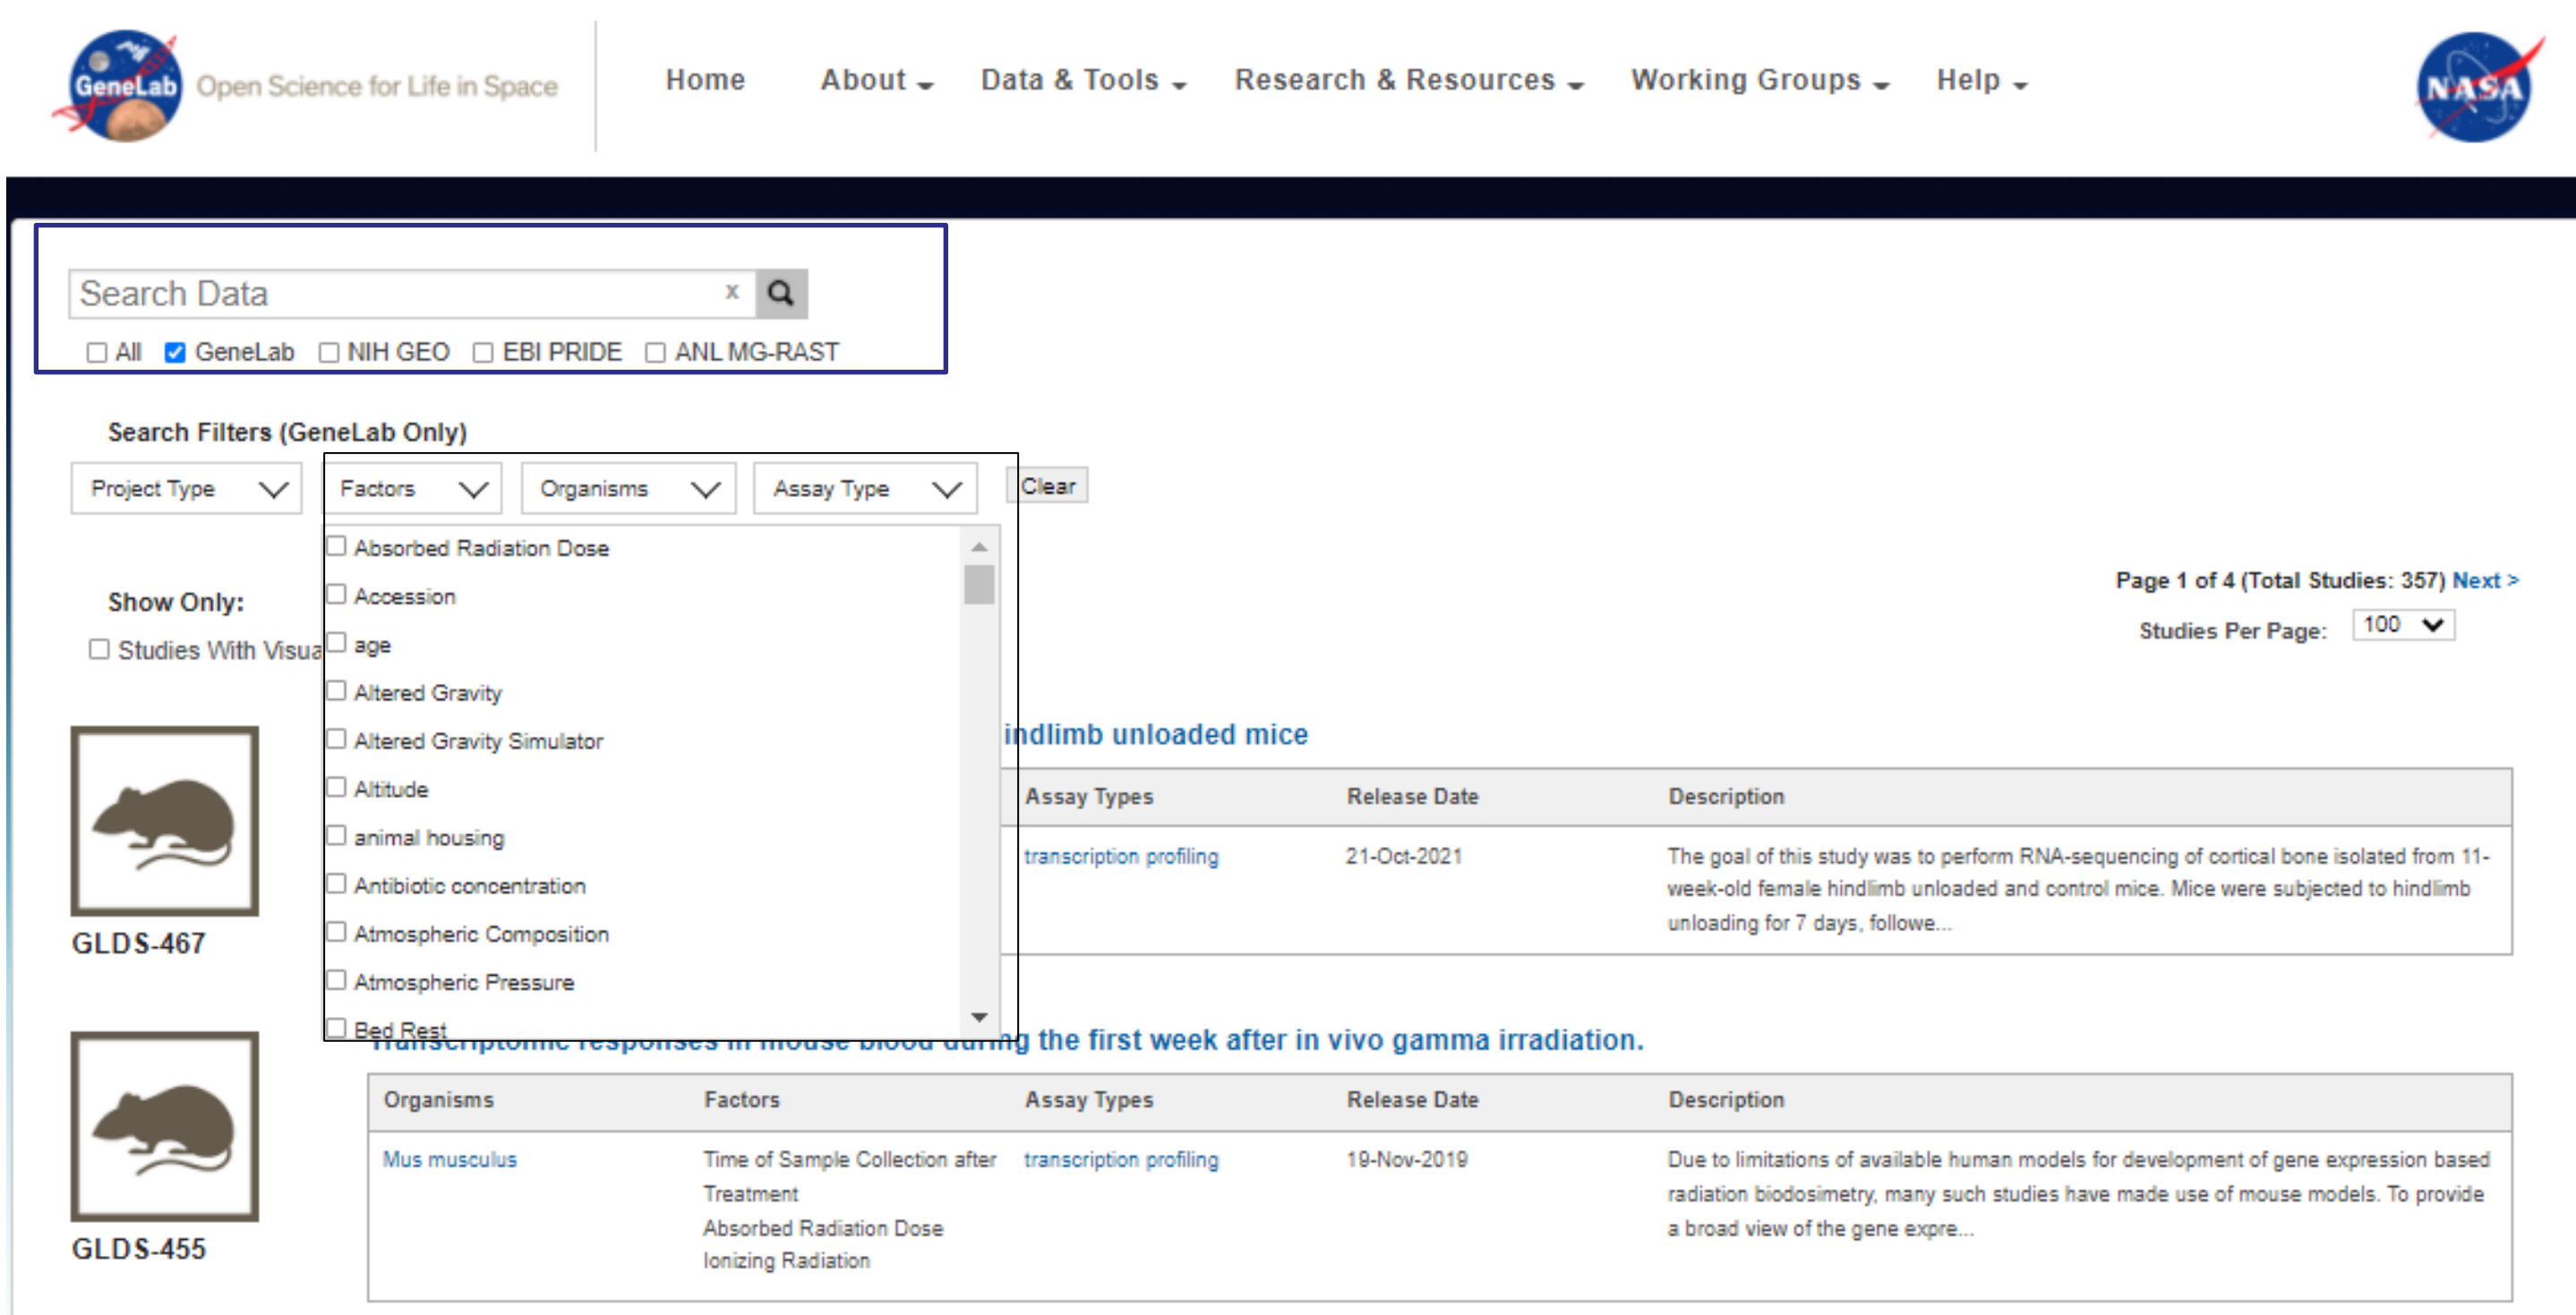 GeneLab
Open Science for Life in Space
Home About Data & Tools Research & Resources Working Groups Help
NASA
Search Data x
All GeneLab NIH GEO EBI PRIDE ANL MG-RAST
Search Filters (GeneLab Only)
Project Type Factors Organisms Assay Type Clear
Absorbed Radiation Dose
Accession
age
Altered Gravity
Altered Gravity Simulator
Altitude
animal housing
Antibiotic concentration
Atmospheric Composition
Atmospheric Pressure
Bed Rest
Page 1 of 4 (Total Studies: 357) Next >
Show Only:
Studies Per Page: 100
Studies With Visua
indlimb unloaded mice
Assay Types Release Date Description
transcription profiling 21-Oct-2021 The goal of this study was to perform RNA-sequencing of cortical bone isolated from 11-
week-old female hindlimb unloaded and control mice. Mice were subjected to hindlimb
unloading for 7 days, followe...
GLDS-467
Transcriptomic responses in mouse blood during the first week after in vivo gamma irradiation.
Organisms Factors Assay Types Release Date Description
Mus musculus Time of Sample Collection after transcription profiling 19-Nov-2019 Due to limitations of available human models for development of gene expression based
Treatment radiation biodosimetry, many such studies have made use of mouse models. To provide
Absorbed Radiation Dose a broad view of the gene expre...
Ionizing Radiation
GLDS-455